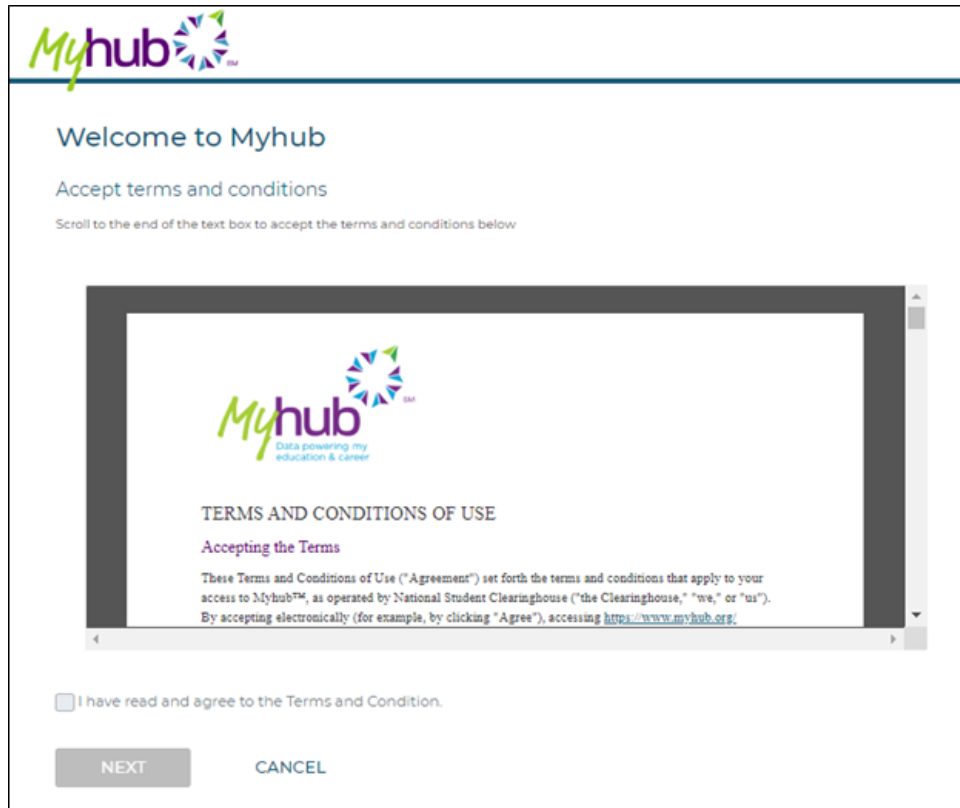 Myhub SM
Welcome to Myhub
Accept terms and conditions
Scroll to the end of the text box to accept the terms and conditions below
Myhub SM
Data powering my
education & career
TERMS AND CONDITIONS OF USE
Accepting the Terms
These Terms and Conditions of Use ("Agreement") set forth the terms and conditions that apply to your
access to Myhub™, as operated by National Student Clearinghouse ("the Clearinghouse," "we," or "us").
By accepting electronically (for example, by clicking "Agree"), accessing https://www.myhub.org/
I have read and agree to the Terms and Condition.
NEXT CANCEL